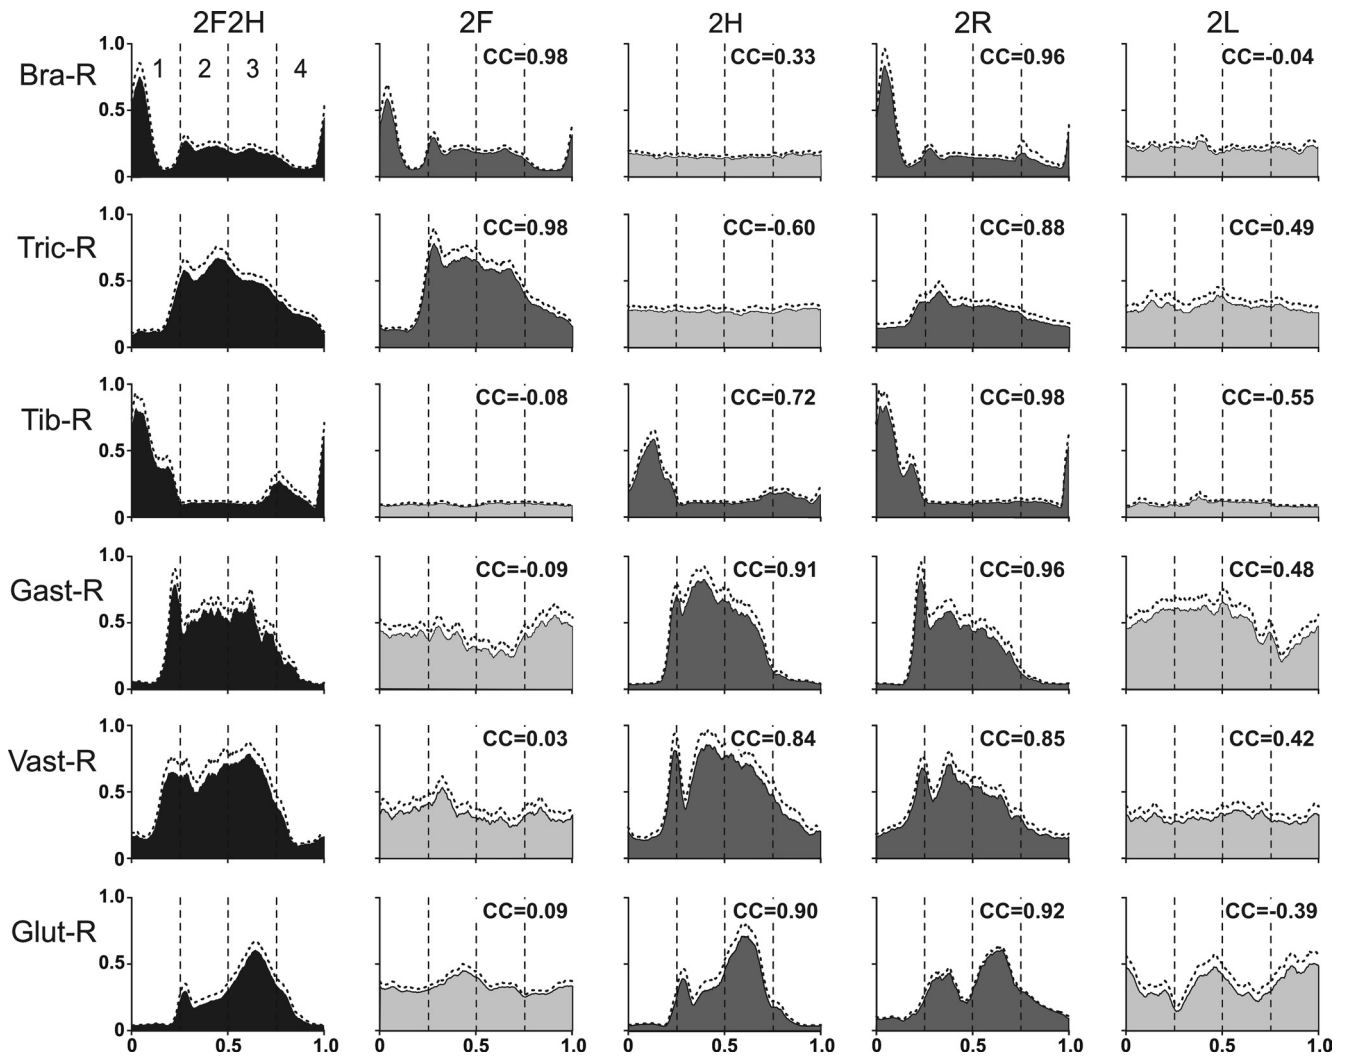 2F2H 2F 2H 2R 2L
Bra-R 1.0 0.5 0 1 2 3 4 CC=0.98 CC=0.33 CC=0.96 CC=-0.04
Tric-R 1.0 0.5 0 CC=0.98 CC=-0.60 CC=0.88 CC=0.49
Tib-R 1.0 0.5 0 CC=-0.08 CC=0.72 CC=0.98 CC=-0.55
Gast-R 1.0 0.5 0 CC=-0.09 CC=0.91 CC=0.96 CC=0.48
Vast-R 1.0 0.5 0 CC=0.03 CC=0.84 CC=0.85 CC=0.42
Glut-R 1.0 0.5 0 CC=0.09 CC=0.90 CC=0.92 CC=-0.39
0 0.5 1.0 0 0.5 1.0 0 0.5 1.0 0 0.5 1.0 0 0.5 1.0